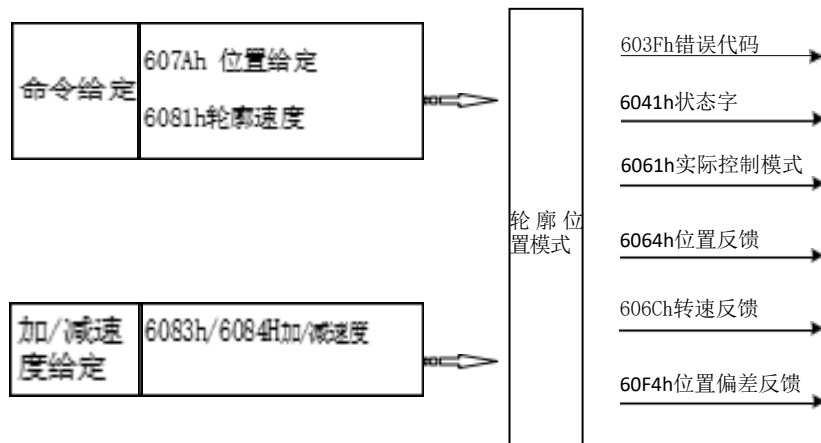 命令给定
607Ah 位置给定
6081h轮廓速度
加/减速
度给定
6083h/6084H加/减速度
轮廓位
置模式
603Fh错误代码
6041h状态字
6061h实际控制模式
6064h位置反馈
606Ch转速反馈
60F4h位置偏差反馈